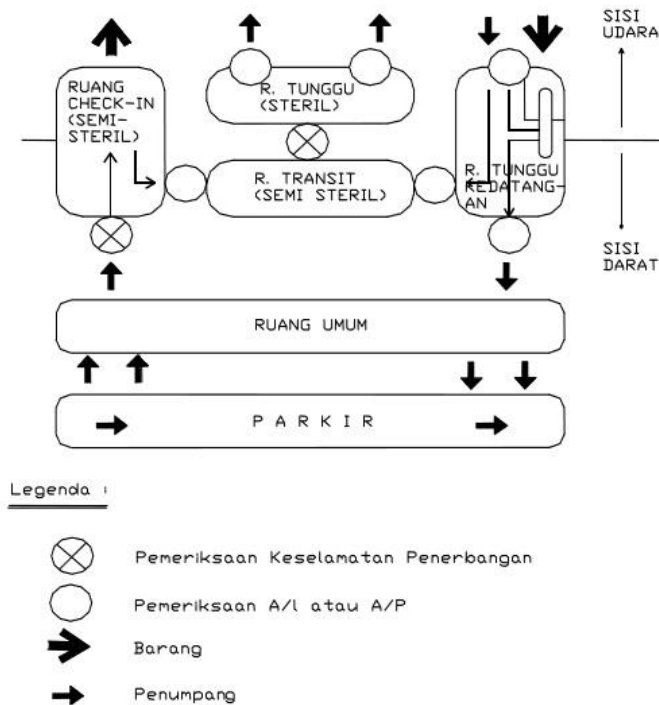 SISI
UDARA
RUANG
CHECK-IN
(SEMI-
STERIL)
R. TUNGGU
(STERIL)
R. TRANSIT
(SEMI STERIL)
R. TUNGGU
KEDATANG-
AN
SISI
DARAT
RUANG UMUM
PARKIR
Legenda :
Pemeriksaan Keselamatan Penerbangan
Pemeriksaan A/l atau A/P
Barang
Penumpang